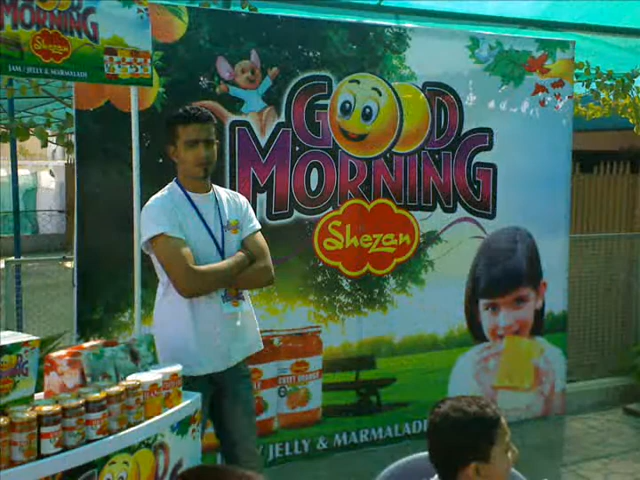 MORNING
Shezan
JAM / JELLY & MARMALADE
GOOD
MORNING
Shezan
JELLY & MARMALADE